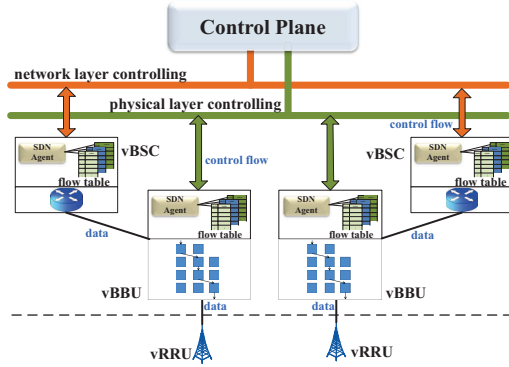 Control Plane
network layer controlling
physical layer controlling
control flow
vBSC
vBSC
SDN
Agent
SDN
Agent
flow table
flow table
control flow
SDN
Agent
SDN
Agent
flow table
flow table
data
data
vBBU
vBBU
data
data
vRRU
vRRU